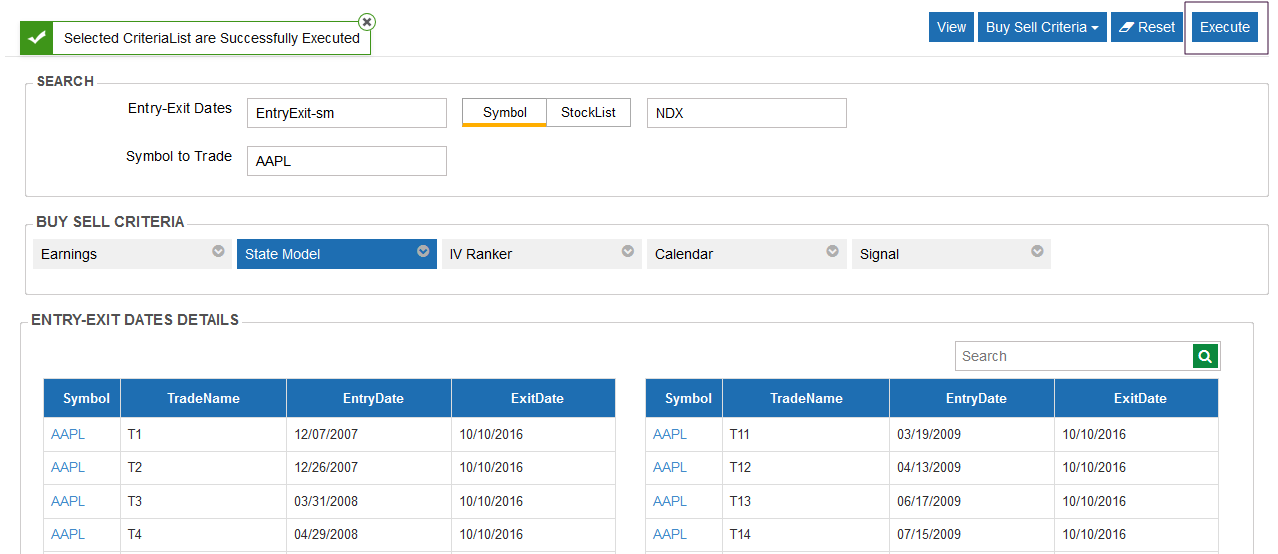 Selected CriteriaList are Successfully Executed
View Buy Sell Criteria Reset Execute
SEARCH
Entry-Exit Dates EntryExit-sm Symbol StockList NDX
Symbol to Trade AAPL
BUY SELL CRITERIA
Earnings State Model IV Ranker Calendar Signal
ENTRY-EXIT DATES DETAILS
Search
Symbol TradeName EntryDate ExitDate Symbol TradeName EntryDate ExitDate
AAPL T1 12/07/2007 10/10/2016 AAPL T11 03/19/2009 10/10/2016
AAPL T2 12/26/2007 10/10/2016 AAPL T12 04/13/2009 10/10/2016
AAPL T3 03/31/2008 10/10/2016 AAPL T13 06/17/2009 10/10/2016
AAPL T4 04/29/2008 10/10/2016 AAPL T14 07/15/2009 10/10/2016